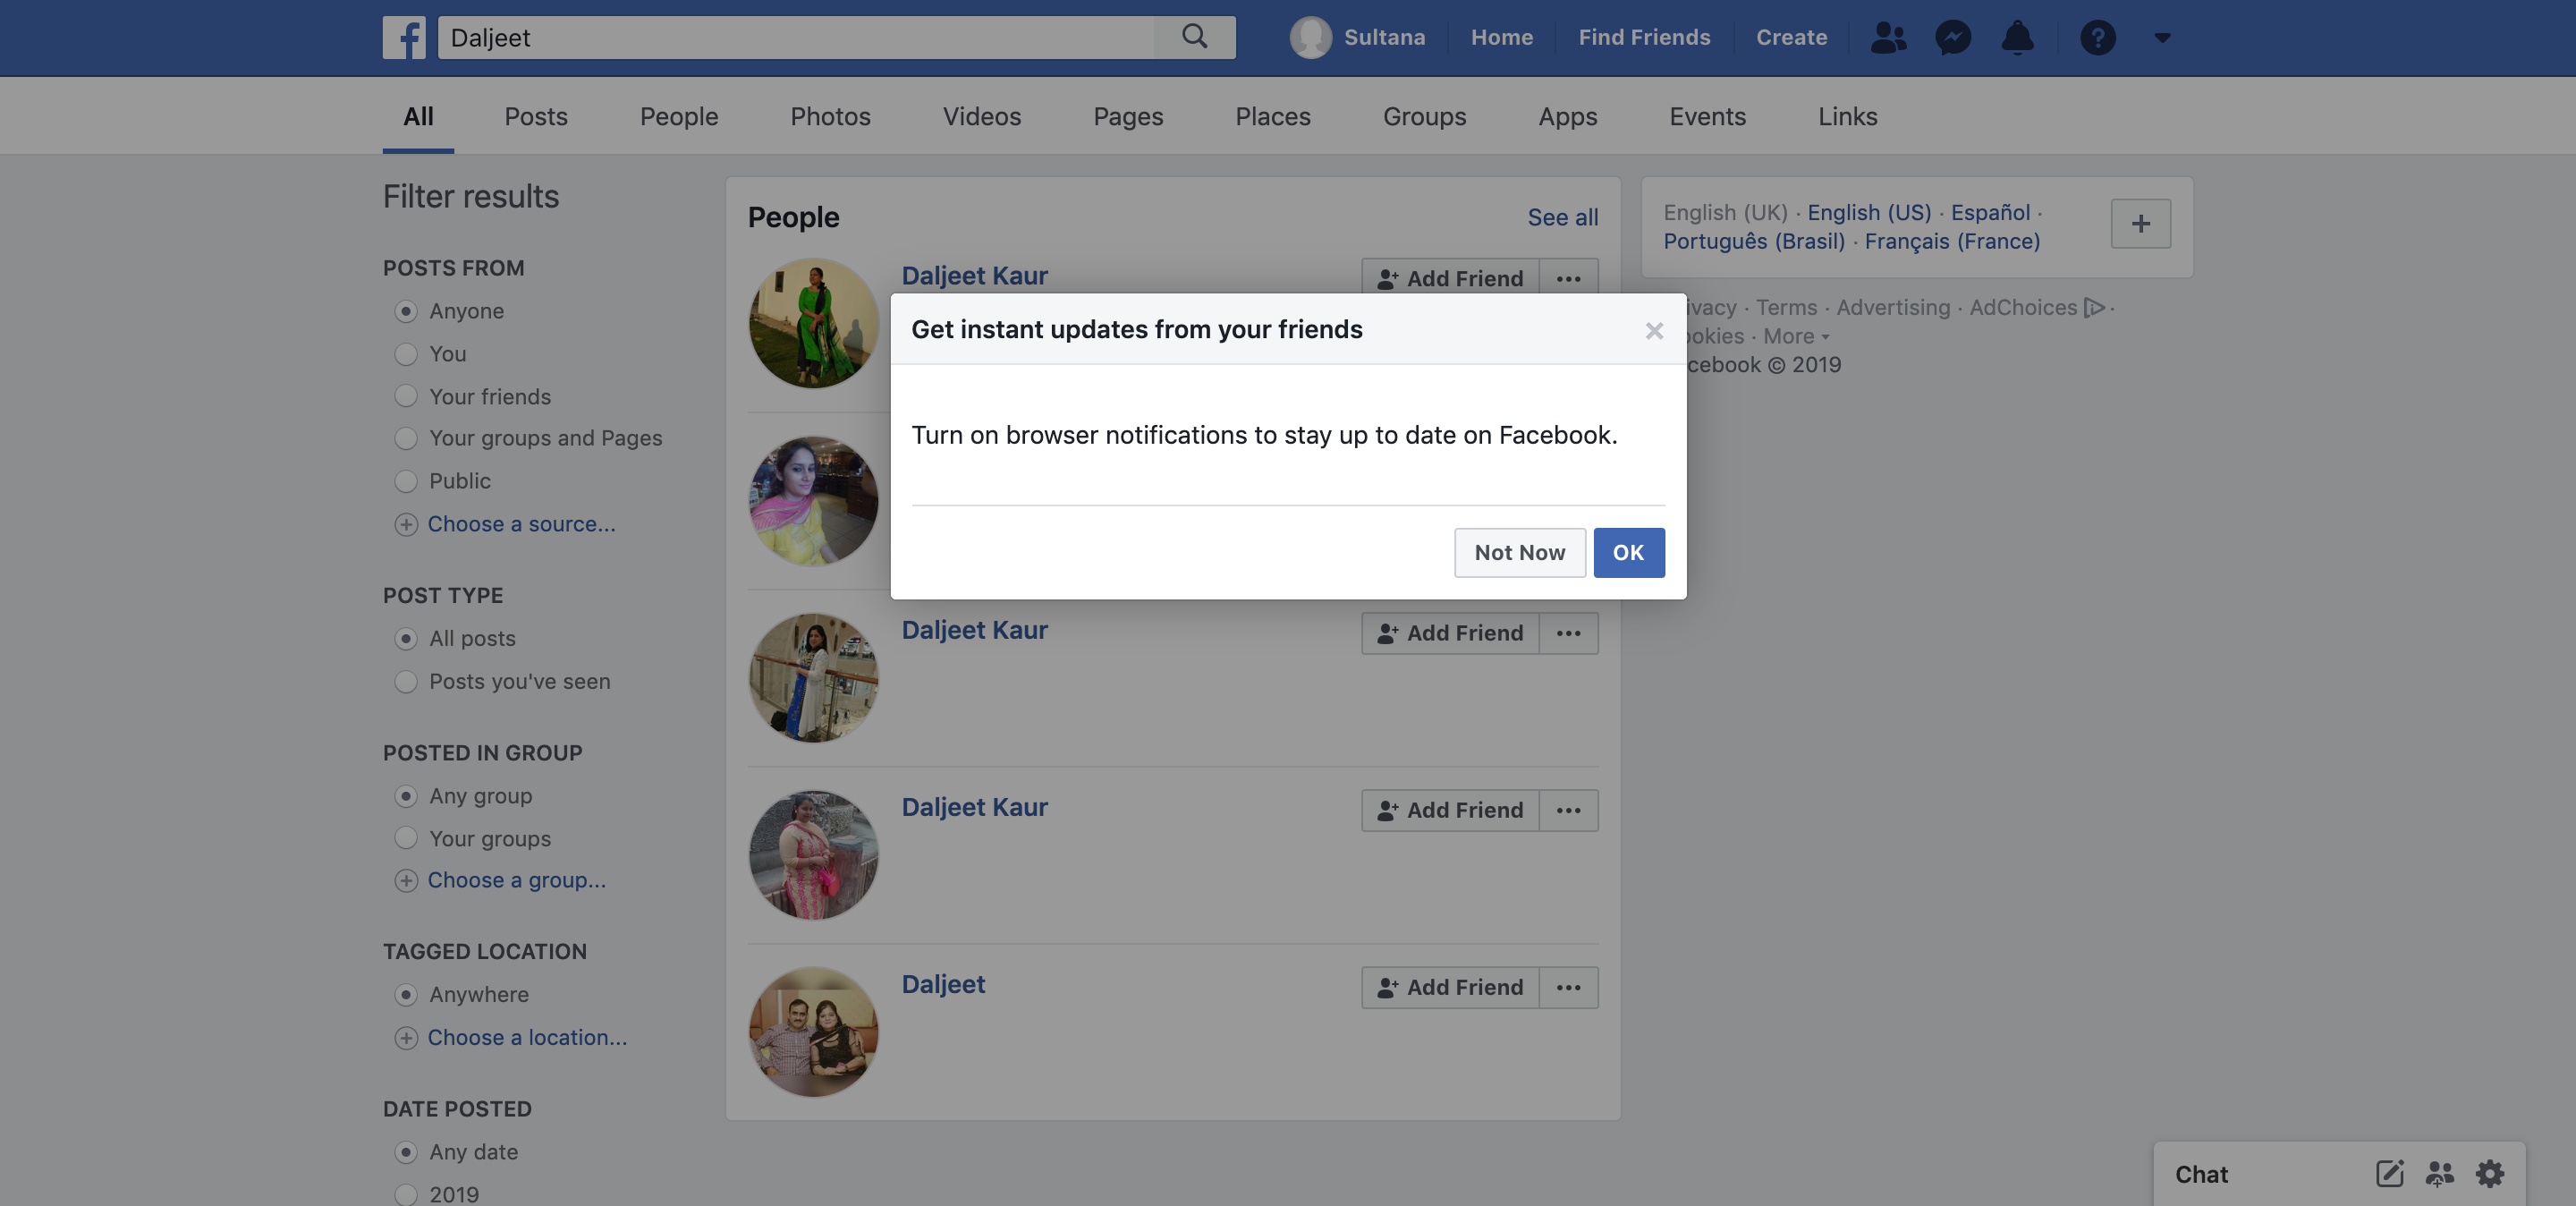 Daljeet
Sultana
Home
Find Friends
Create
All
Posts
People
Photos
Videos
Pages
Places
Groups
Apps
Events
Links
Filter results
POSTS FROM
Anyone
You
Your friends
Your groups and Pages
Public
Choose a source...
POST TYPE
All posts
Posts you've seen
POSTED IN GROUP
Any group
Your groups
Choose a group...
TAGGED LOCATION
Anywhere
Choose a location...
DATE POSTED
Any date
2019
People
See all
Daljeet Kaur
Add Friend
Get instant updates from your friends
Turn on browser notifications to stay up to date on Facebook.
Not Now
OK
Daljeet Kaur
Add Friend
Daljeet Kaur
Add Friend
Daljeet
Add Friend
English (UK) · English (US) · Español ·
Português (Brasil) · Français (France)
ivacy · Terms · Advertising · AdChoices ·
okies · More
cebook © 2019
Chat